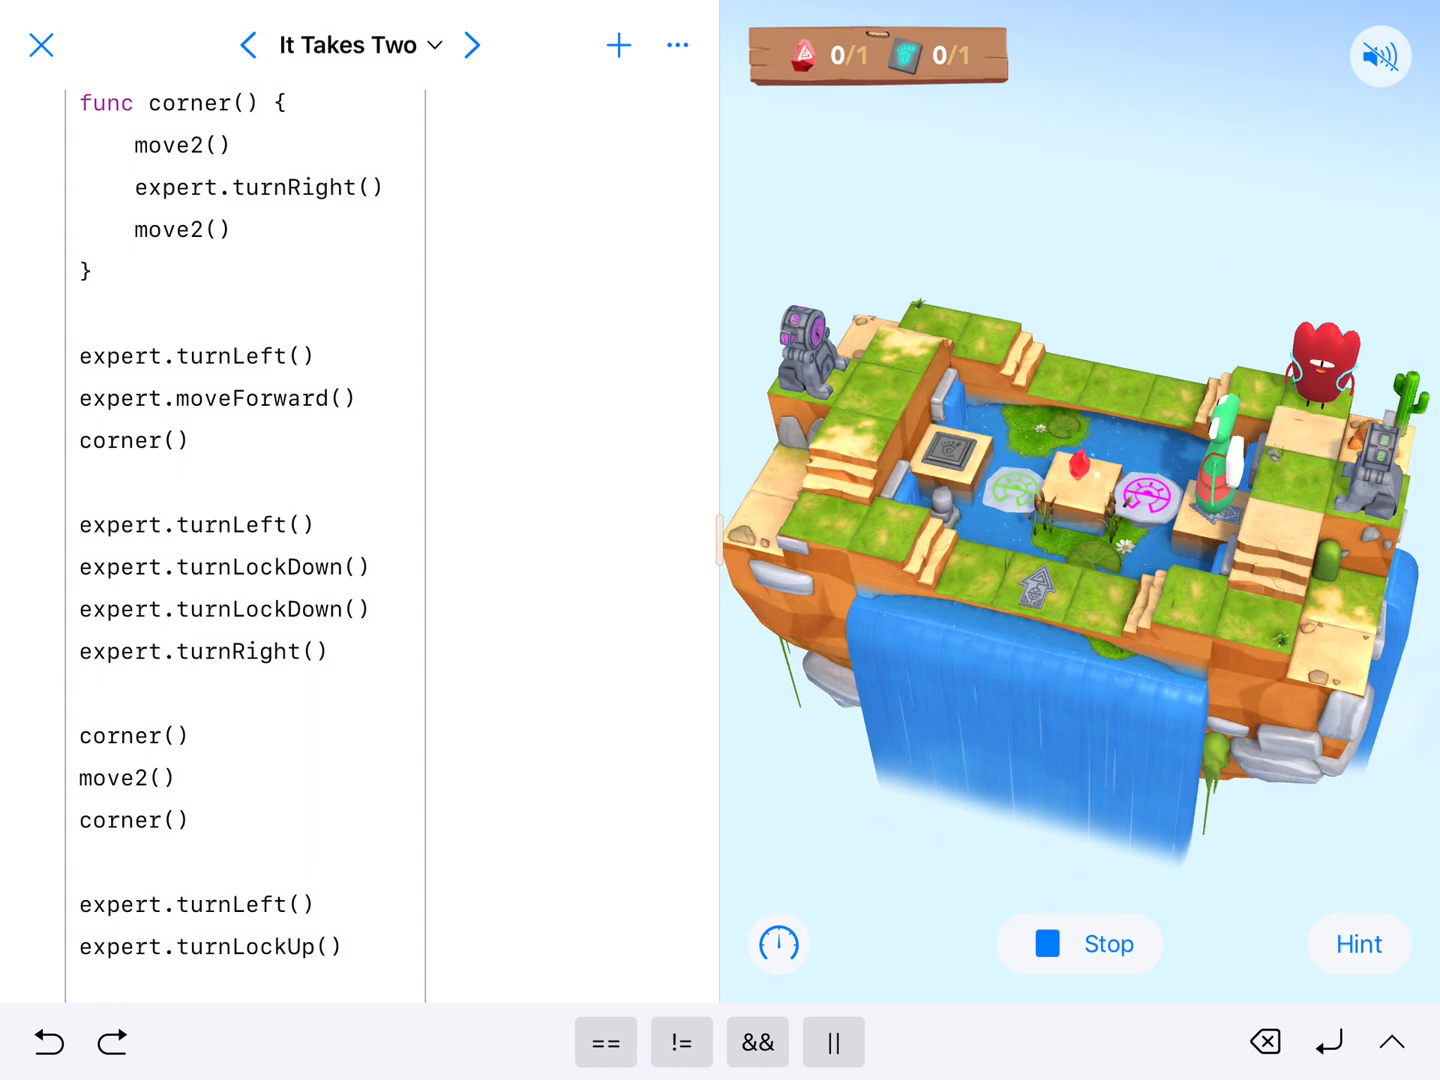 It Takes Two
func corner() {
move2()
expert.turnRight()
move2()
}
expert.turnLeft()
expert.moveForward()
corner()
expert.turnLeft()
expert.turnLockDown()
expert.turnLockDown()
expert.turnRight()
corner()
move2()
corner()
expert.turnLeft()
expert.turnLockUp()
0/1 0/1
Stop
Hint
== != && ||